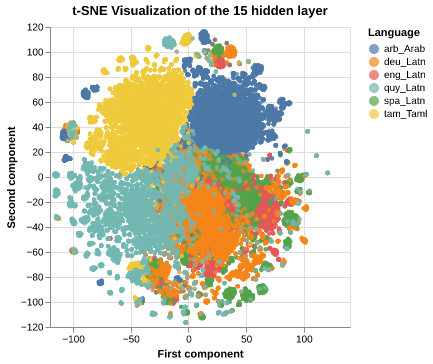 t-SNE Visualization of the 15 hidden layer
Language
arb_Arab
deu_Latn
eng_Latn
quy_Latn
spa_Latn
tam_Taml
120
100
80
60
40
20
0
−20
−40
−60
−80
−100
−120
Second component
−100
−50
0
50
100
First component